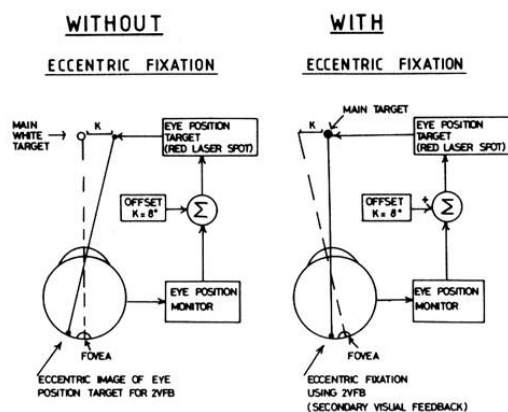 WITHOUT
ECCENTRIC FIXATION
MAIN
WHITE
TARGET
K
EYE POSITION
TARGET
(RED LASER SPOT)
OFFSET
K = 8°
Σ
EYE POSITION
MONITOR
FOVEA
ECCENTRIC IMAGE OF EYE
POSITION TARGET FOR 2VFB
WITH
ECCENTRIC FIXATION
MAIN TARGET
K
EYE POSITION
TARGET
(RED LASER SPOT)
OFFSET
K = 8°
+
Σ
EYE POSITION
MONITOR
FOVEA
ECCENTRIC FIXATION
USING 2VFB
(SECONDARY VISUAL FEEDBACK)